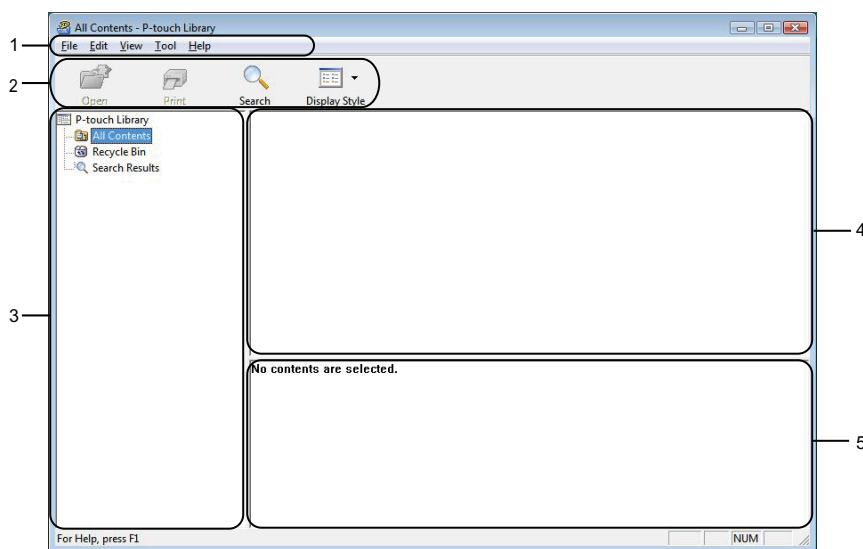 All Contents - P-touch Library
1
File Edit View Tool Help
2
Open Print Search Display Style
P-touch Library
All Contents
Recycle Bin
Search Results
3
4
No contents are selected.
5
For Help, press F1
NUM